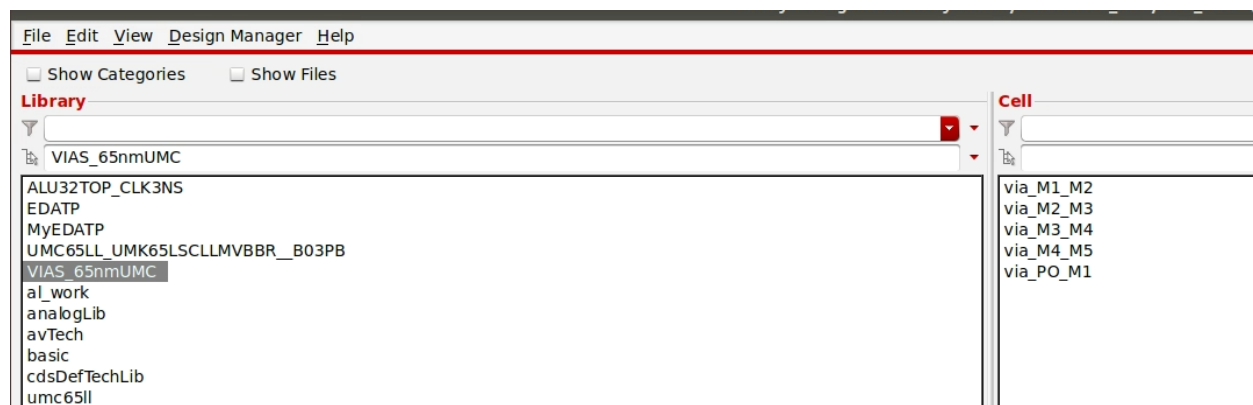 File Edit View Design Manager Help
Show Categories Show Files
Library
VIAS_65nmUMC
ALU32TOP_CLK3NS
EDATP
MyEDATP
UMC65LL_UMK65LSCLLMVBBR__B03PB
VIAS_65nmUMC
al_work
analogLib
avTech
basic
cdsDefTechLib
umc65ll
Cell
via_M1_M2
via_M2_M3
via_M3_M4
via_M4_M5
via_PO_M1